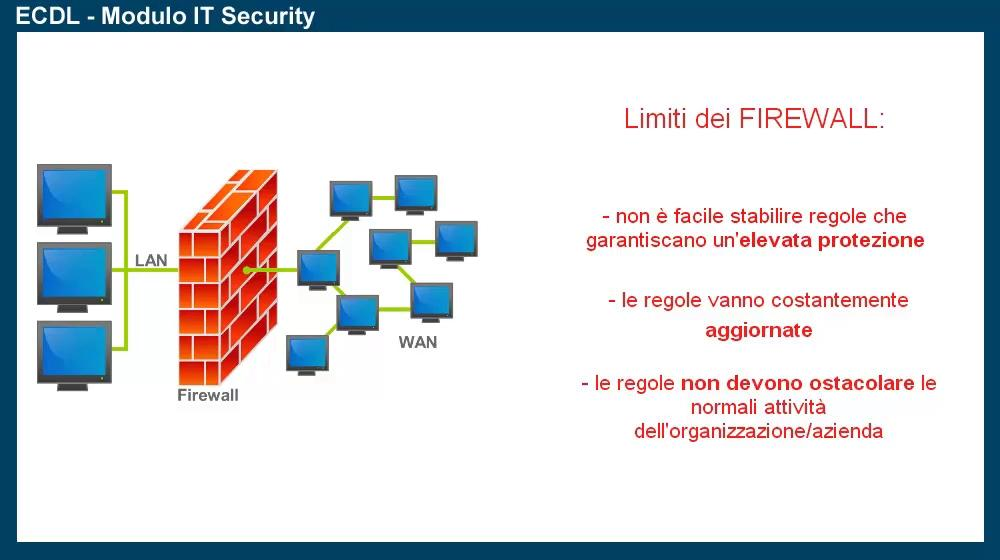 ECDL - Modulo IT Security
Limiti dei FIREWALL:
- non è facile stabilire regole che
garantiscano un'elevata protezione
- le regole vanno costantemente
aggiornate
- le regole non devono ostacolare le
normali attività
dell'organizzazione/azienda
LAN
WAN
Firewall